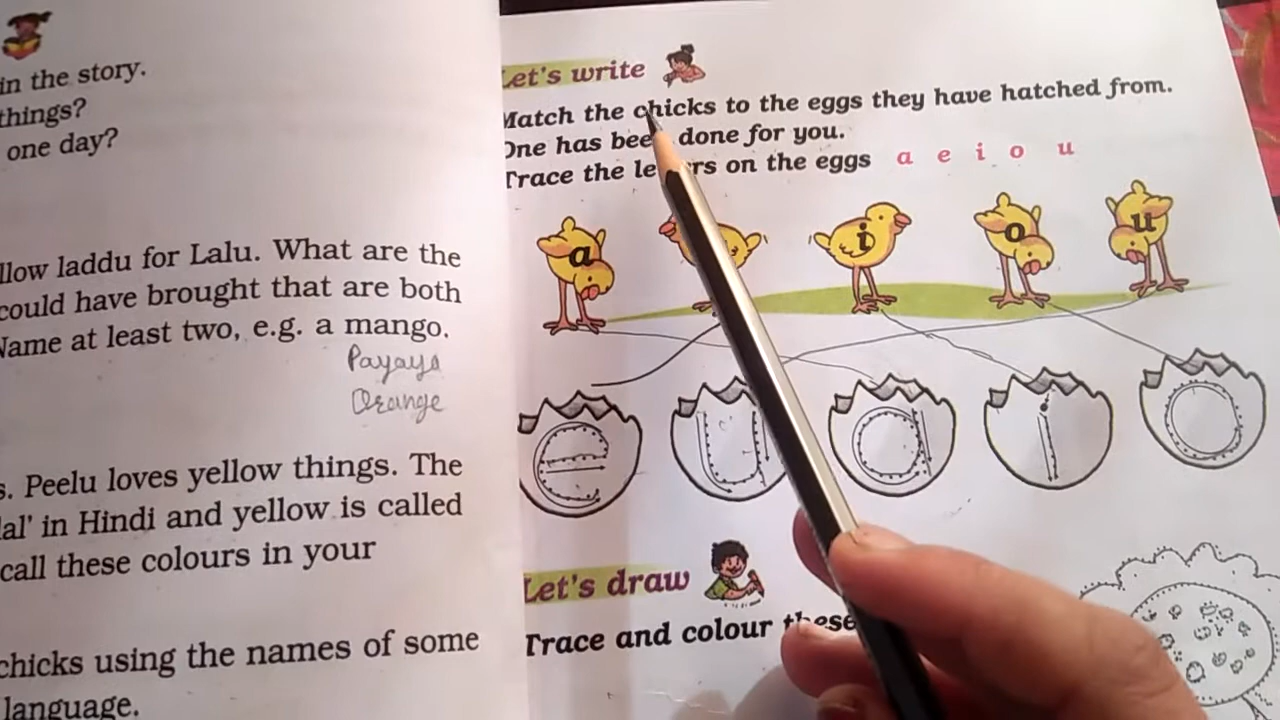 in the story.
things?
one day?
llow laddu for Lalu. What are the
could have brought that are both
Name at least two, e.g. a mango.
Payaya
Orange
s. Peelu loves yellow things. The
lal' in Hindi and yellow is called
call these colours in your
chicks using the names of some
language.
Let's write
Match the chicks to the eggs they have hatched from.
One has been done for you.
Trace the on the eggs a e i o u
a i o u
e u a i o
Let's draw
Trace and colour these